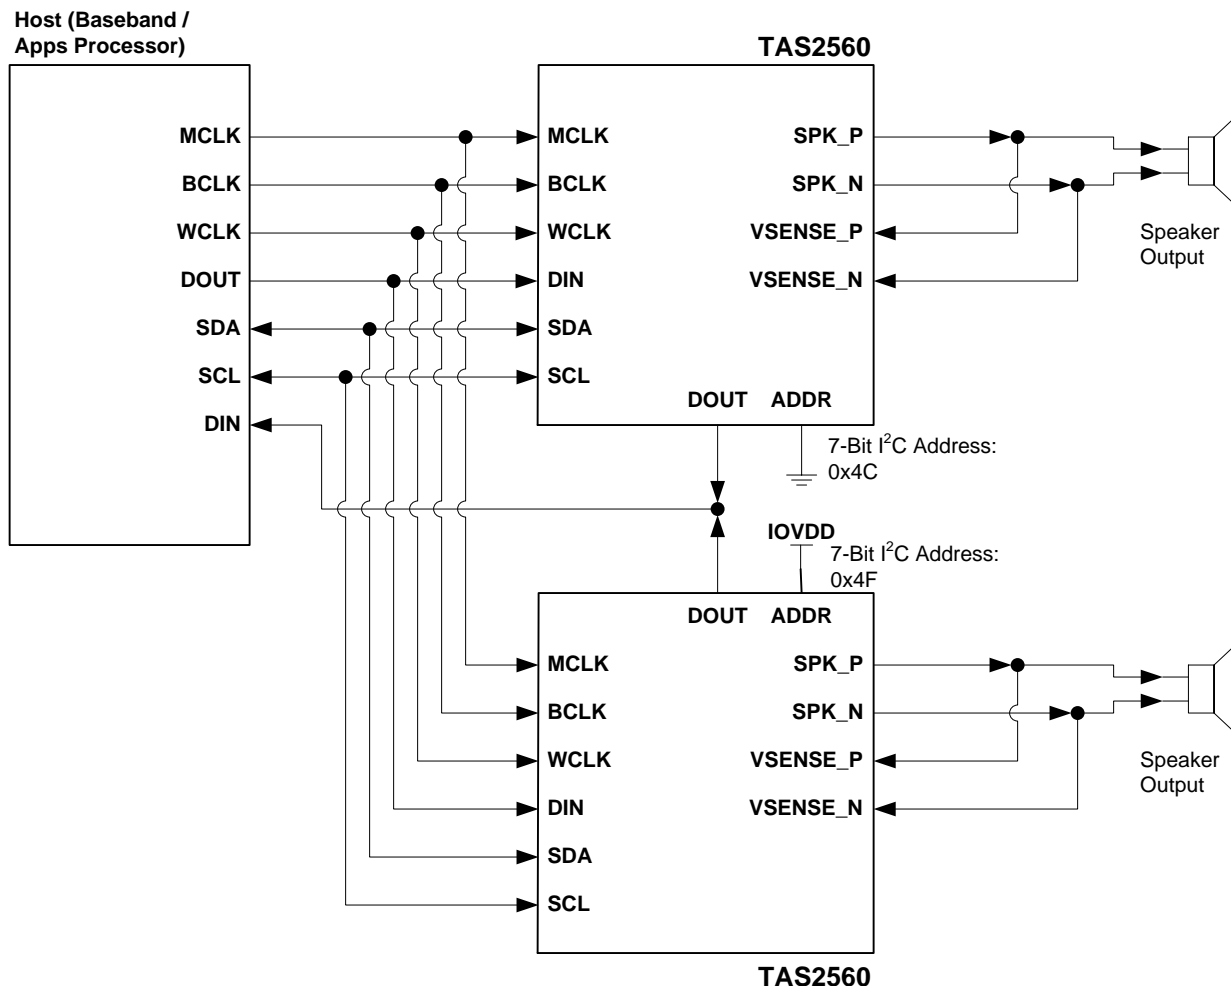 Host (Baseband /
Apps Processor)
MCLK
BCLK
WCLK
DOUT
SDA
SCL
DIN
TAS2560
MCLK
BCLK
WCLK
DIN
SDA
SCL
SPK_P
SPK_N
VSENSE_P
VSENSE_N
DOUT ADDR
Speaker
Output
7-Bit I²C Address:
0x4C
IOVDD
7-Bit I²C Address:
0x4F
DOUT ADDR
MCLK
BCLK
WCLK
DIN
SDA
SCL
SPK_P
SPK_N
VSENSE_P
VSENSE_N
Speaker
Output
TAS2560